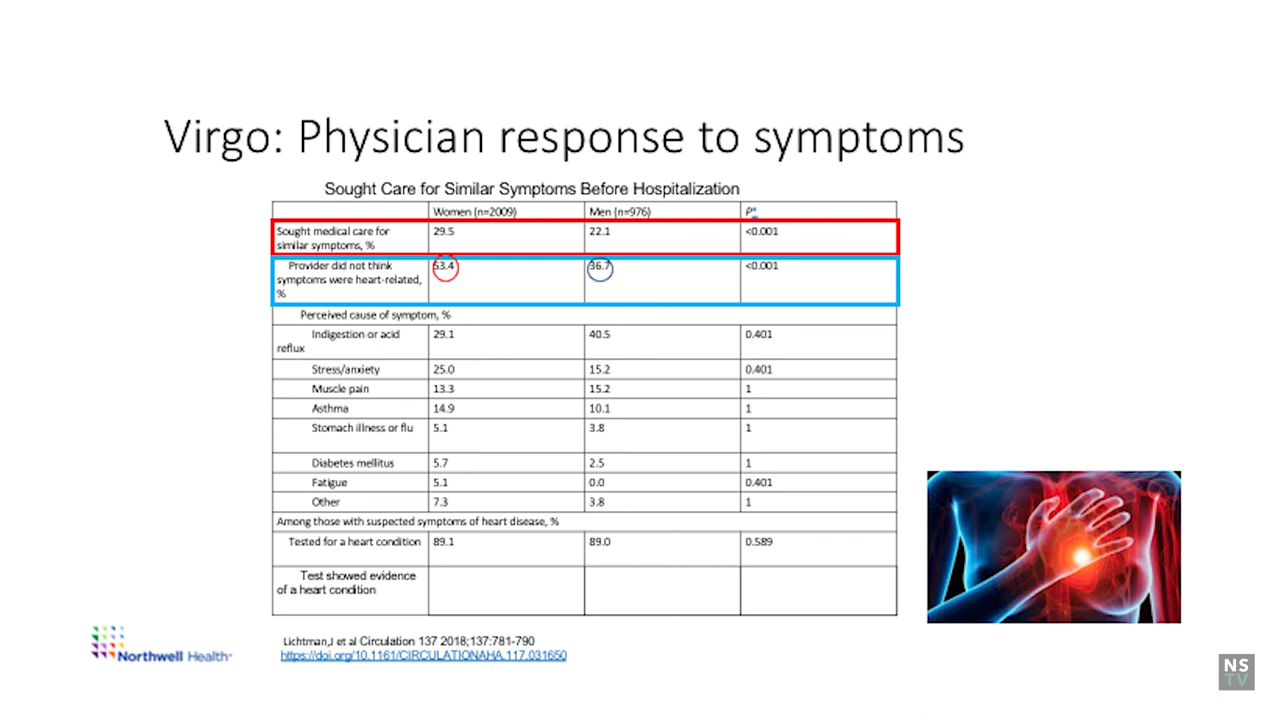 Virgo: Physician response to symptoms
Sought Care for Similar Symptoms Before Hospitalization
Women (n=2009) Men (n=976) P*
Sought medical care for 29.5 22.1 <0.001
similar symptoms, %
Provider did not think 53.4 36.7 <0.001
symptoms were heart-related,
%
Perceived cause of symptom, %
Indigestion or acid 29.1 40.5 0.401
reflux
Stress/anxiety 25.0 15.2 0.401
Muscle pain 13.3 15.2 1
Asthma 14.9 10.1 1
Stomach illness or flu 5.1 3.8 1
Diabetes mellitus 5.7 2.5 1
Fatigue 5.1 0.0 0.401
Other 7.3 3.8 1
Among those with suspected symptoms of heart disease, %
Tested for a heart condition 89.1 89.0 0.589
Test showed evidence
of a heart condition
Lichtman,J et al Circulation 137 2018;137:781-790
https://doi.org/10.1161/CIRCULATIONAHA.117.031650
Northwell Health
NS
TV